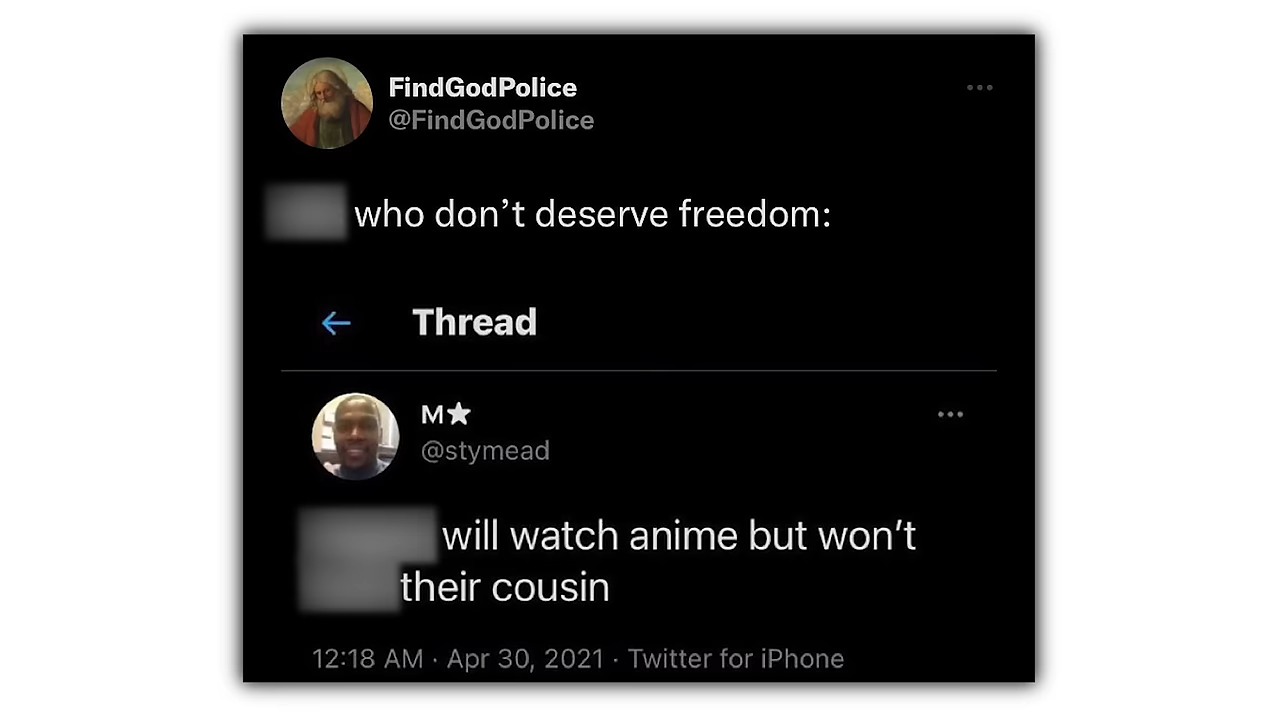 FindGodPolice
@FindGodPolice
who don’t deserve freedom:
Thread
M★
@stymead
will watch anime but won’t
their cousin
12:18 AM · Apr 30, 2021 · Twitter for iPhone